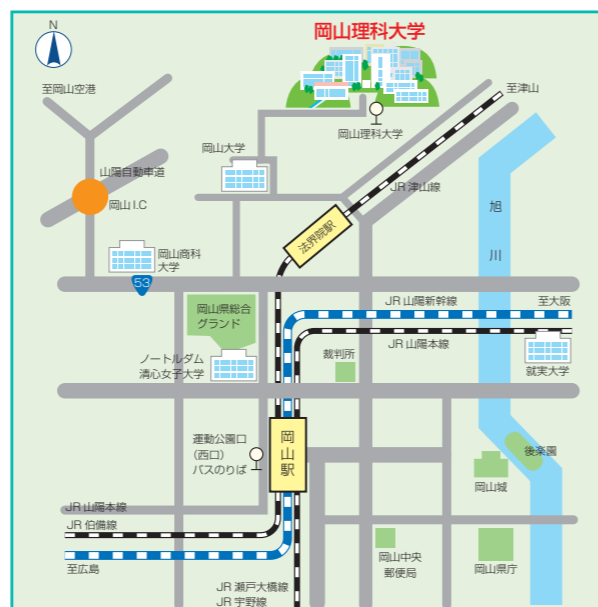 N
岡山理科大学
至岡山空港
至津山
岡山理科大学
岡山大学
山陽自動車道
JR 津山線
岡山 I.C
旭川
法界院駅
岡山商科
大学
53
岡山県総合
グランド
JR 山陽新幹線
至大阪
JR 山陽本線
ノートルダム
清心女子大学
裁判所
就実大学
岡山駅
運動公園口
(西口)
バスのりば
後楽園
岡山城
JR 山陽本線
JR 伯備線
至広島
岡山中央
郵便局
岡山県庁
JR 瀬戸大橋線
JR 宇野線